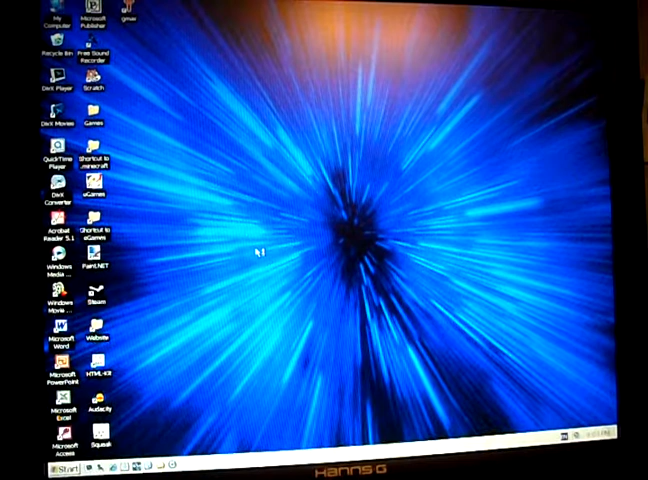 My
Computer
Microsoft
Publisher
gmax
Recycle Bin
Free Sound
Recorder
DivX Player
Scratch
DivX Movies
Games
QuickTime
Player
Shortcut to
.minecraft
DivX
Converter
eGames
Acrobat
Reader 5.1
Shortcut to
eGames
Windows
Media ...
Paint.NET
Windows
Movie ...
Steam
Microsoft
Word
Website
Microsoft
PowerPoint
HTML-Kit
Microsoft
Excel
Audacity
Microsoft
Access
Squeak
Start
EN
HANNS G